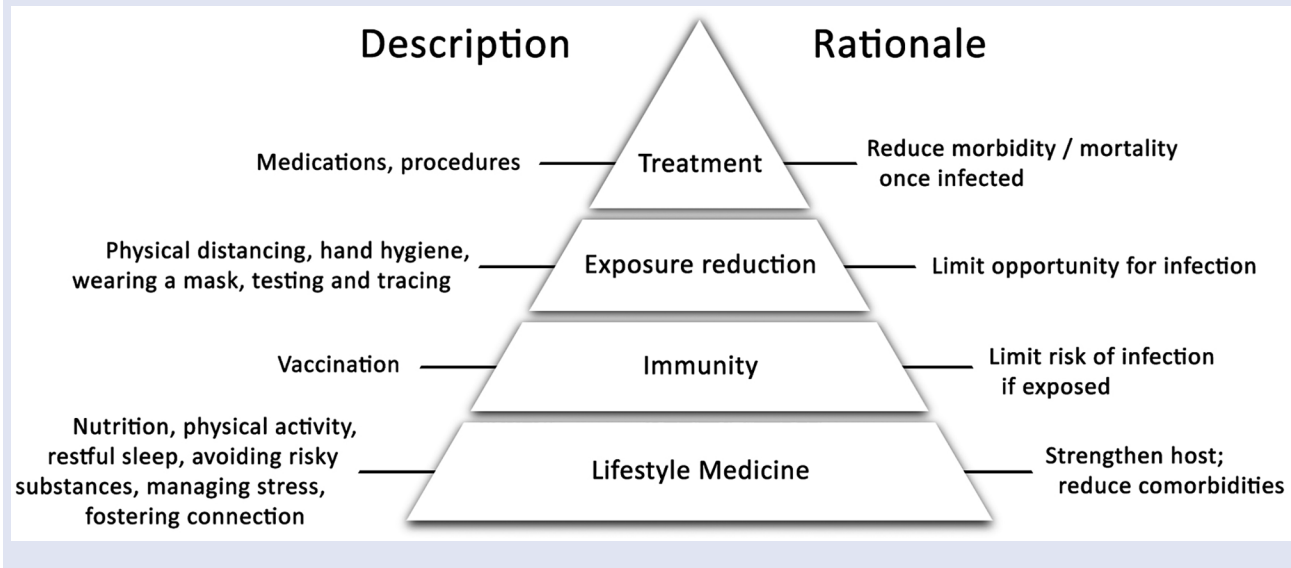 Description
Rationale
Medications, procedures
Treatment
Reduce morbidity / mortality
once infected
Physical distancing, hand hygiene,
wearing a mask, testing and tracing
Exposure reduction
Limit opportunity for infection
Vaccination
Immunity
Limit risk of infection
if exposed
Nutrition, physical activity,
restful sleep, avoiding risky
substances, managing stress,
fostering connection
Lifestyle Medicine
Strengthen host;
reduce comorbidities